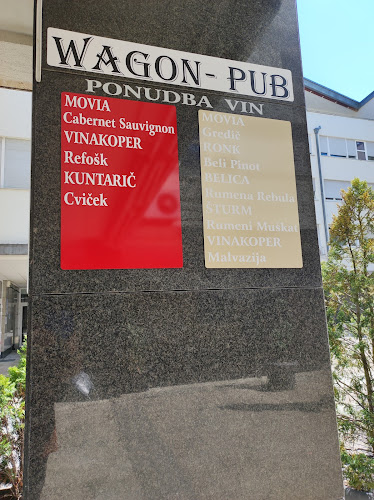 WAGON- PUB
PONUDBA VIN
MOVIA
Cabernet Sauvignon
VINAKOPER
Refošk
KUNTARIČ
Cviček
MOVIA
Gredič
RONK
Beli Pinot
BELICA
Rumena Rebula
STURM
Rumeni Muškat
VINAKOPER
Malvazija